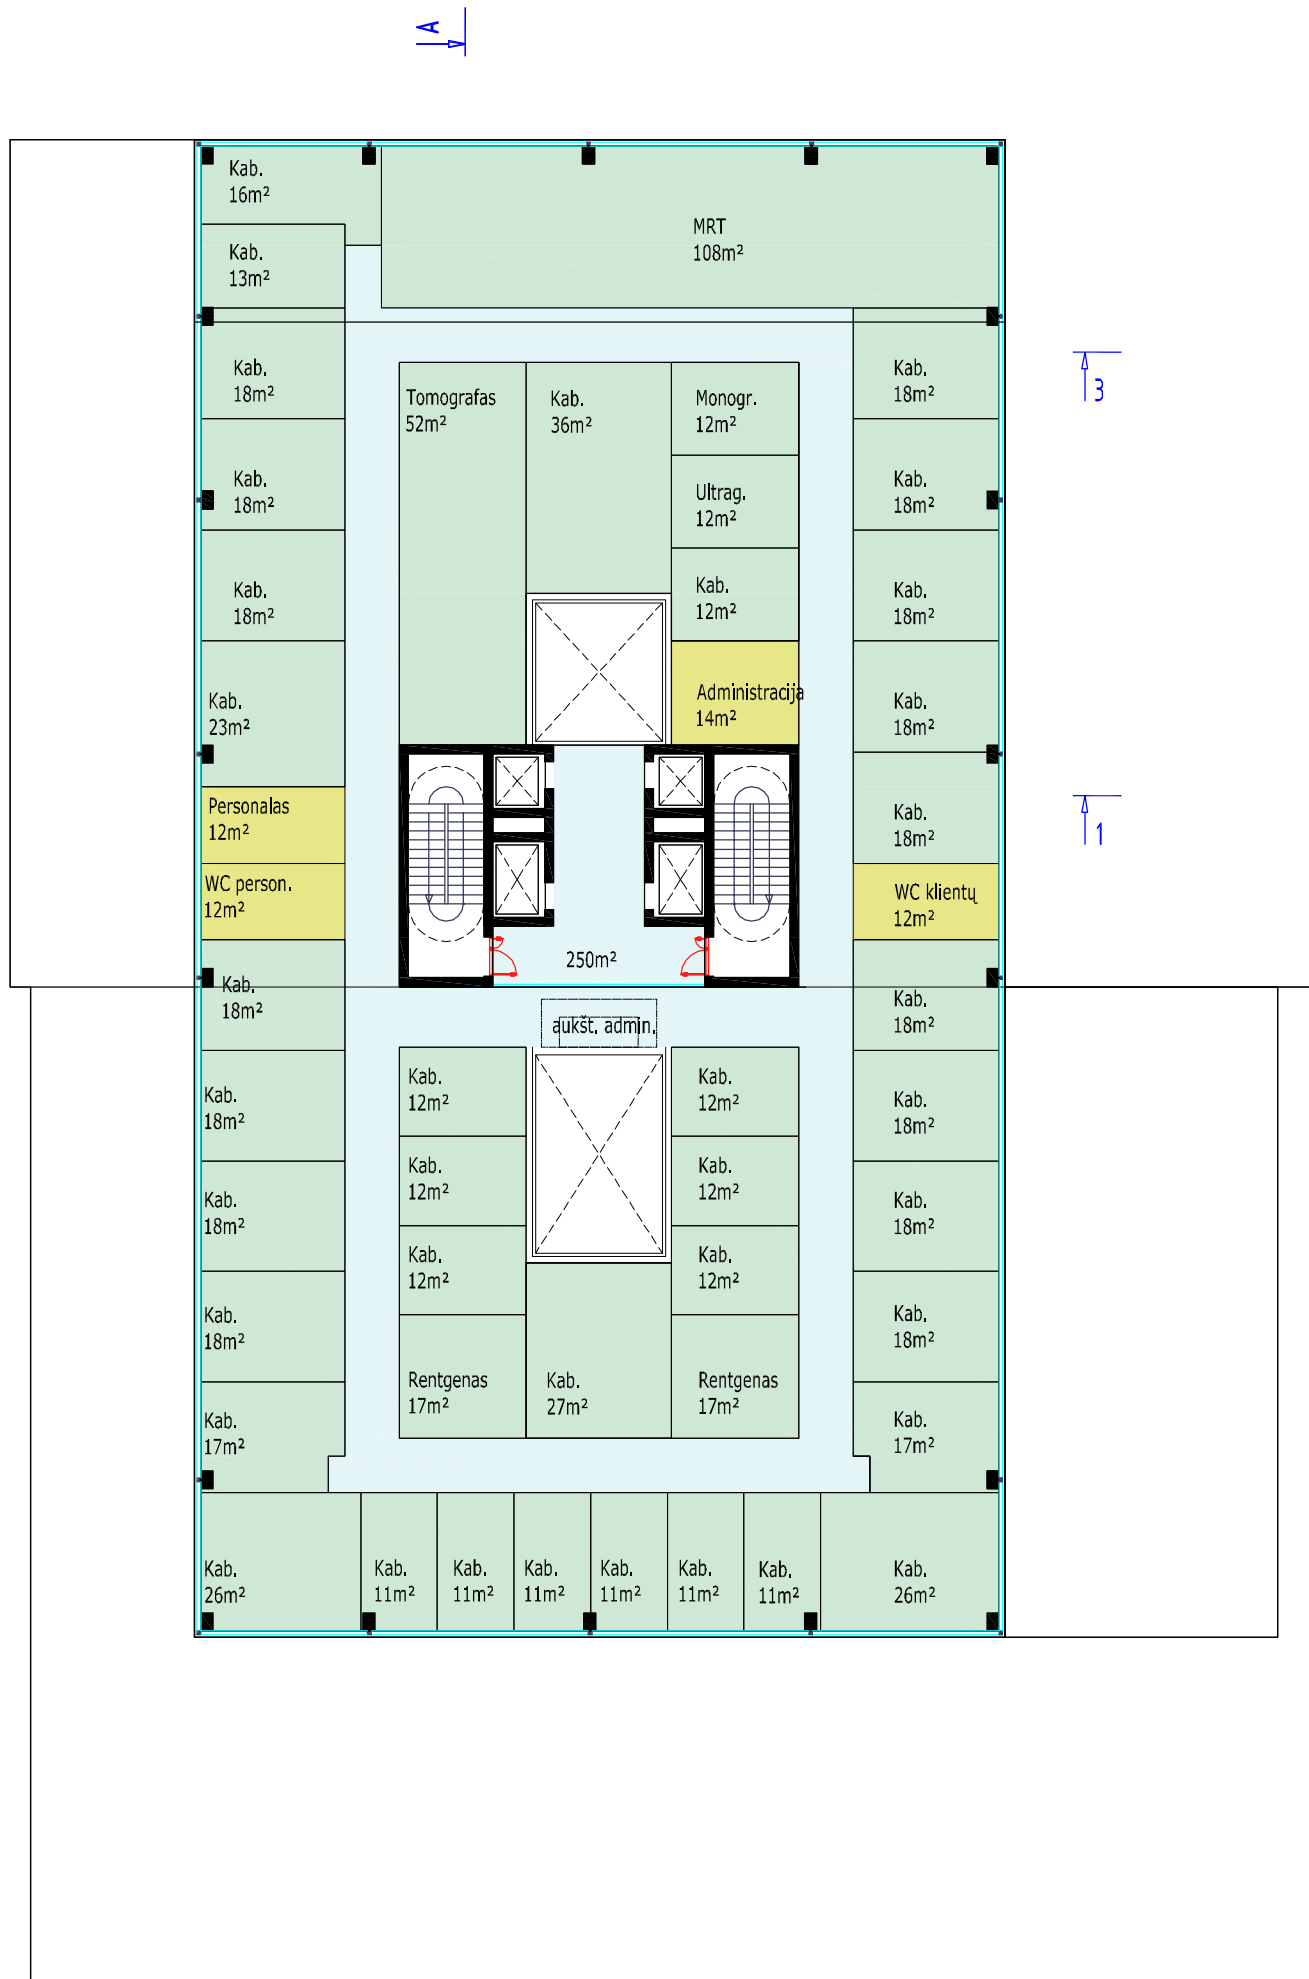 A
Kab.
16m²
MRT
108m²
Kab.
13m²
Kab.
18m²
Tomografas
52m²
Kab.
36m²
Monogr.
12m²
Kab.
18m²
3
Kab.
18m²
Ultrag.
12m²
Kab.
18m²
Kab.
18m²
Kab.
12m²
Kab.
18m²
Kab.
23m²
Administracija
14m²
Kab.
18m²
Personalas
12m²
Kab.
18m²
1
WC person.
12m²
WC klientų
12m²
250m²
Kab.
18m²
Kab.
18m²
aukšt. admin.
Kab.
18m²
Kab.
12m²
Kab.
12m²
Kab.
18m²
Kab.
18m²
Kab.
12m²
Kab.
12m²
Kab.
18m²
Kab.
18m²
Kab.
12m²
Kab.
12m²
Kab.
18m²
Kab.
17m²
Rentgenas
17m²
Kab.
27m²
Rentgenas
17m²
Kab.
17m²
Kab.
26m²
Kab.
11m²
Kab.
11m²
Kab.
11m²
Kab.
11m²
Kab.
11m²
Kab.
11m²
Kab.
26m²